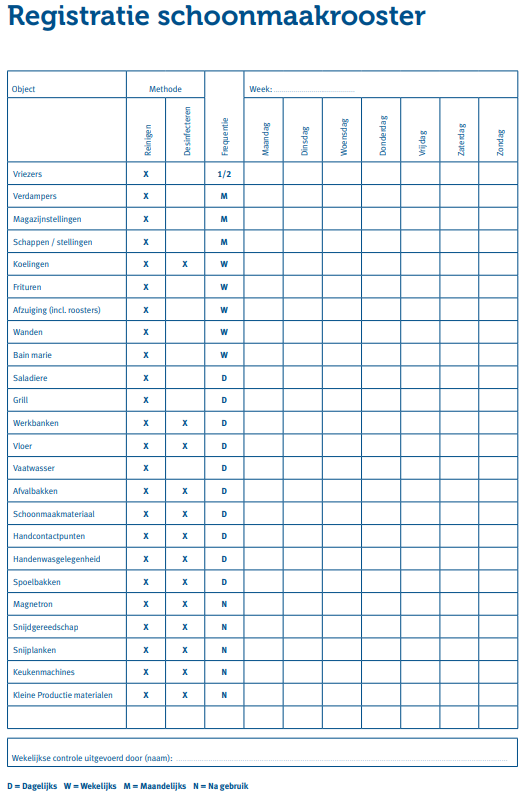 Registratie schoonmaakrooster
Object Methode Week: ....................................
Reinigen Desinfecteren Frequentie Maandag Dinsdag Woensdag Donderdag Vrijdag Zaterdag Zondag
Vriezers X 1/2
Verdampers X M
Magazijnstellingen X M
Schappen / stellingen X M
Koelingen X X W
Frituren X W
Afzuiging (incl. roosters) X W
Wanden X W
Bain marie X W
Saladiere X D
Grill X D
Werkbanken X X D
Vloer X X D
Vaatwasser X D
Afvalbakken X X D
Schoonmaakmateriaal X X D
Handcontactpunten X X D
Handenwasgelegenheid X X D
Spoelbakken X X D
Magnetron X X N
Snijdgereedschap X X N
Snijplanken X X N
Keukenmachines X X N
Kleine Productie materialen X X N
Wekelijkse controle uitgevoerd door (naam): ....................................
D = Dagelijks W = Wekelijks M = Maandelijks N = Na gebruik